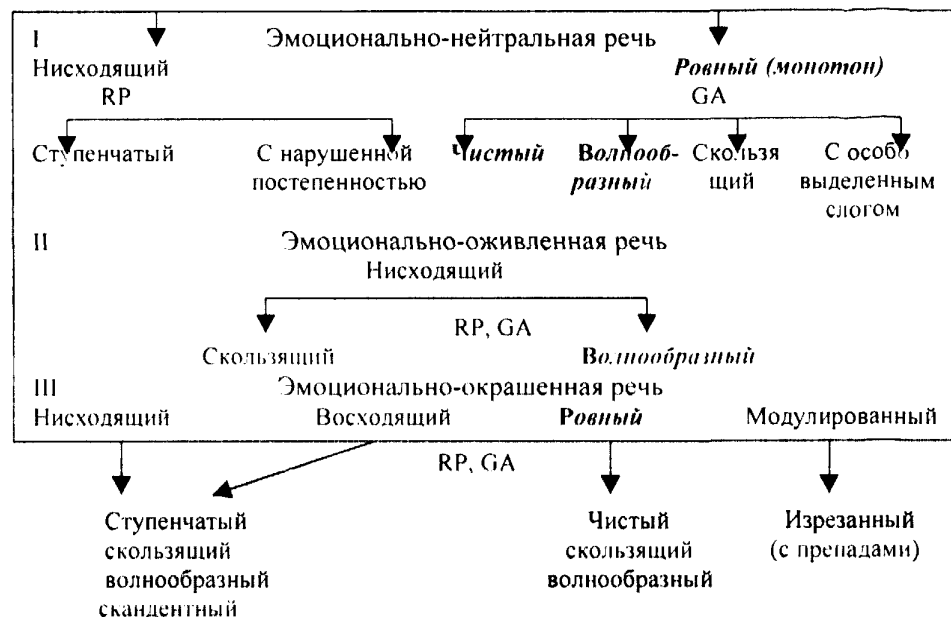 I Эмоционально-нейтральная речь
Нисходящий Ровный (монотон)
RP GA
Ступенчатый С нарушенной постепенностью Чистый Волнооб-разный Скользя щий С особо выделенным слогом
II Эмоционально-оживленная речь
Нисходящий
RP, GA
Скользящий Волнообразный
III Эмоционально-окрашенная речь
Нисходящий Восходящий Ровный Модулированный
RP, GA
Ступенчатый Чистый Изрезанный
скользящий скользящий (с препадами)
волнообразный волнообразный
скандентный